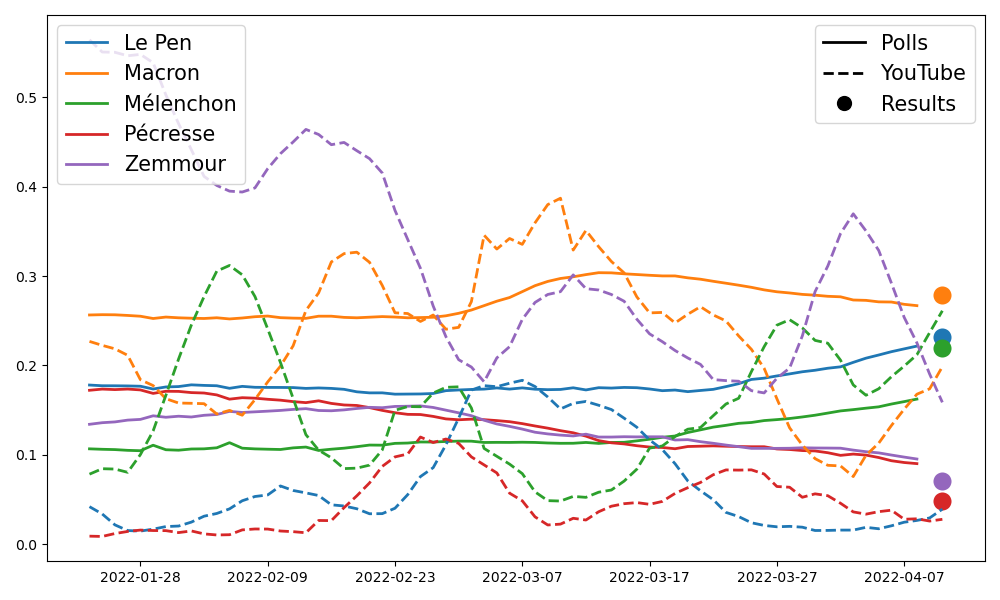 Le Pen
Macron
Mélenchon
Pécresse
Zemmour
Polls
YouTube
Results
0.5
0.4
0.3
0.2
0.1
0.0
2022-01-28
2022-02-09
2022-02-23
2022-03-07
2022-03-17
2022-03-27
2022-04-07